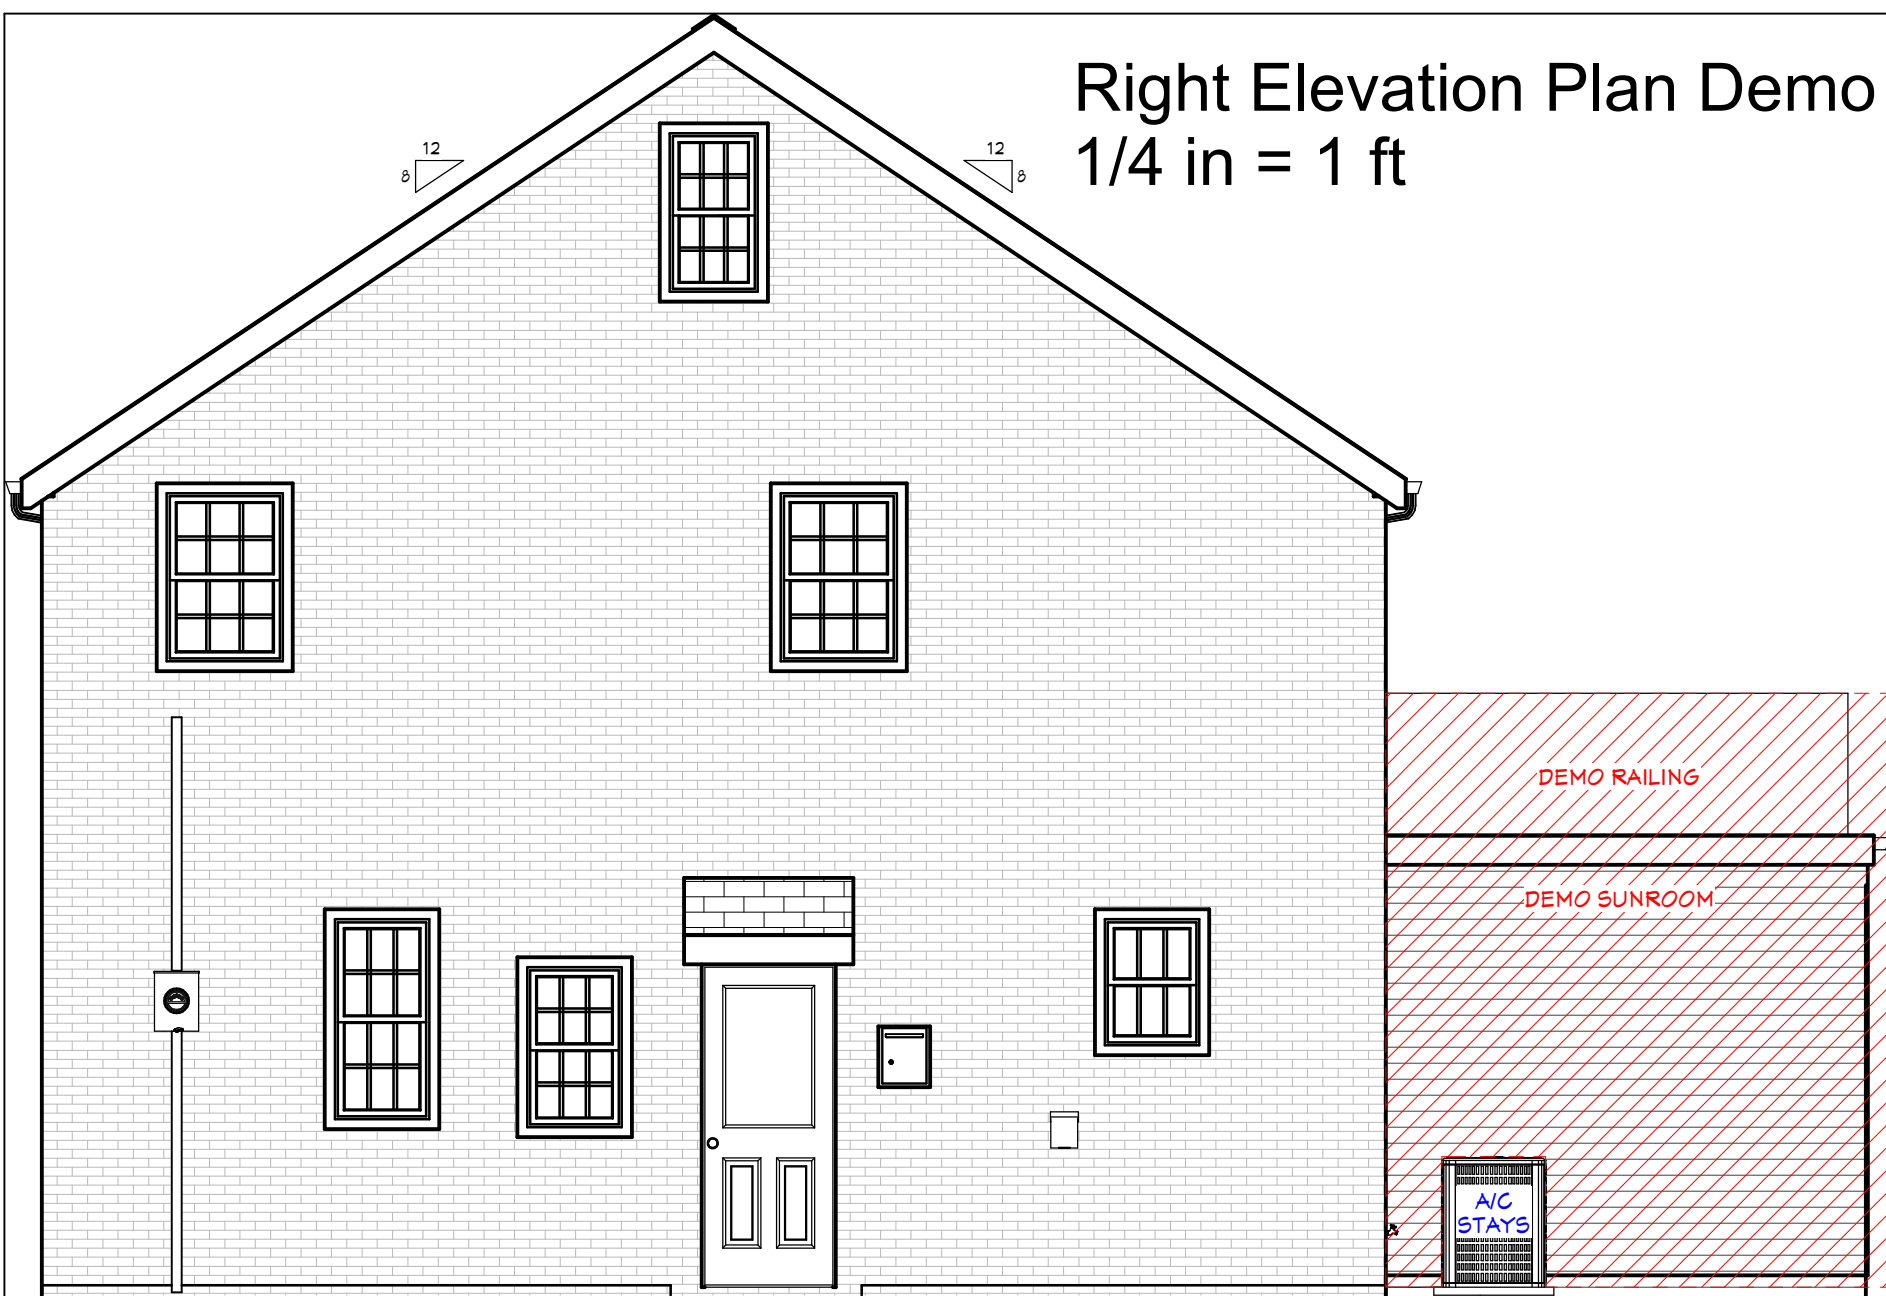 Right Elevation Plan Demo
1/4 in = 1 ft
12
8
12
8
DEMO RAILING
DEMO SUNROOM
A/C
STAYS